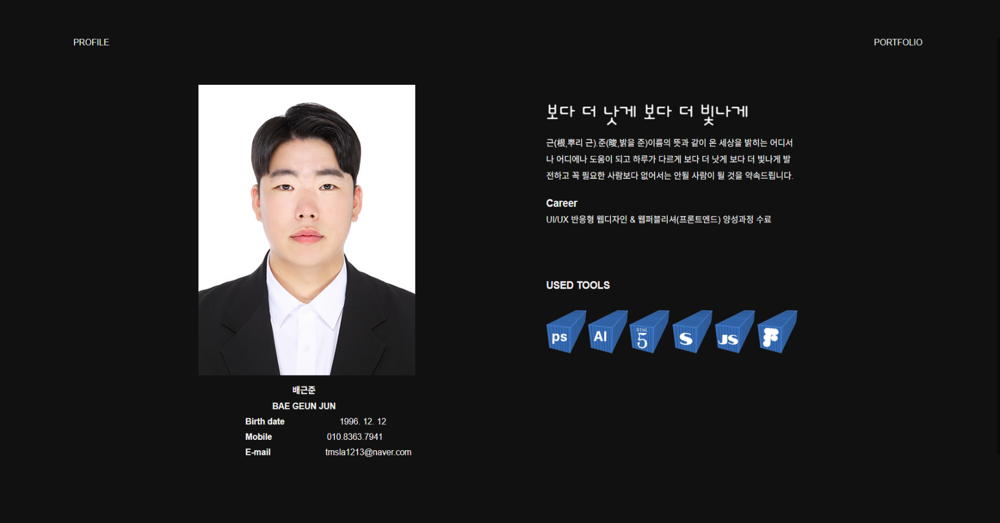 PROFILE
PORTFOLIO
보다 더 낫게 보다 더 빛나게
근(根,뿌리 근).준(晙,밝을 준)이름의 뜻과 같이 온 세상을 밝히는 어디서
나 어디에나 도움이 되고 하루가 다르게 보다 더 낫게 보다 더 빛나게 발
전하고 꼭 필요한 사람보다 없어서는 안될 사람이 될 것을 약속드립니다.
Career
UI/UX 반응형 웹디자인 & 웹퍼블리셔(프론트엔드) 양성과정 수료
USED TOOLS
ps AI HTML 5 S JS F
배근준
BAE GEUN JUN
Birth date 1996. 12. 12
Mobile 010.8363.7941
E-mail tmsla1213@naver.com